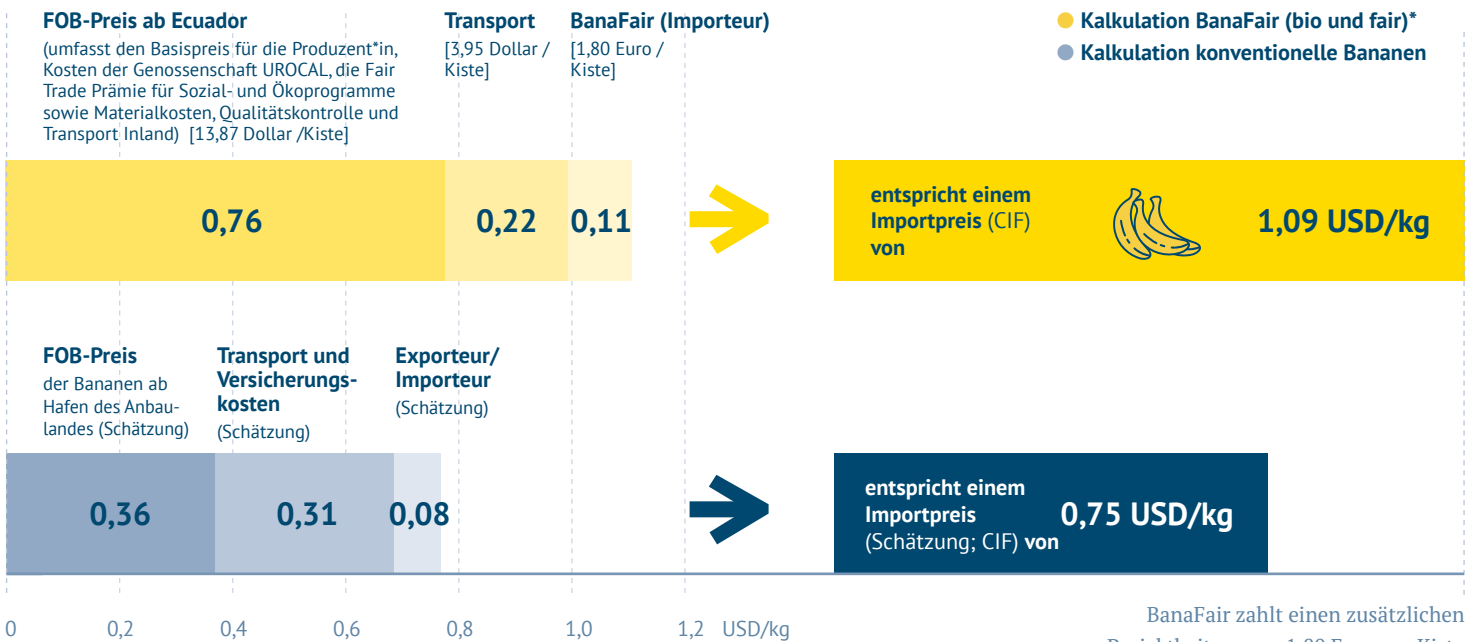 FOB-Preis ab Ecuador
(umfasst den Basispreis für die Produzent*in,
Kosten der Genossenschaft UROCAL, die Fair
Trade Prämie für Sozial- und Ökoprogramme
sowie Materialkosten, Qualitätskontrolle und
Transport Inland) [13,87 Dollar /Kiste]
Transport
[3,95 Dollar /
Kiste]
BanaFair (Importeur)
[1,80 Euro /
Kiste]
Kalkulation BanaFair (bio und fair)*
Kalkulation konventionelle Bananen
0,76
0,22
0,11
entspricht einem
Importpreis (CIF)
von
1,09 USD/kg
FOB-Preis
der Bananen ab
Hafen des Anbau-
landes (Schätzung)
Transport und
Versicherungs-
kosten
(Schätzung)
Exporteur/
Importeur
(Schätzung)
0,36
0,31
0,08
entspricht einem
Importpreis
(Schätzung; CIF) von
0,75 USD/kg
0 0,2 0,4 0,6 0,8 1,0 1,2 USD/kg
BanaFair zahlt einen zusätzlichen